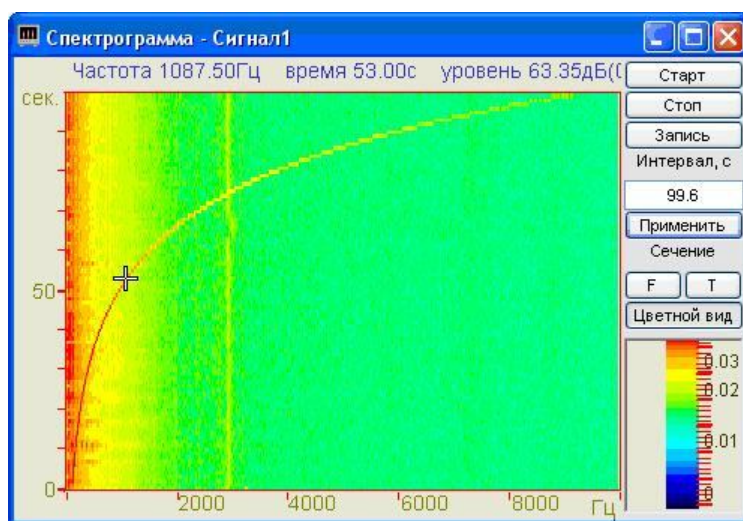 Спектрограмма - Сигнал1
Частота 1087.50Гц время 53.00с уровень 63.35дБ(
Старт
сек.
Стоп
Запись
Интервал, с
99.6
Применить
Сечение
50
F T
Цветной вид
0.03
0.02
0.01
0
0
2000 4000 6000 8000 Гц